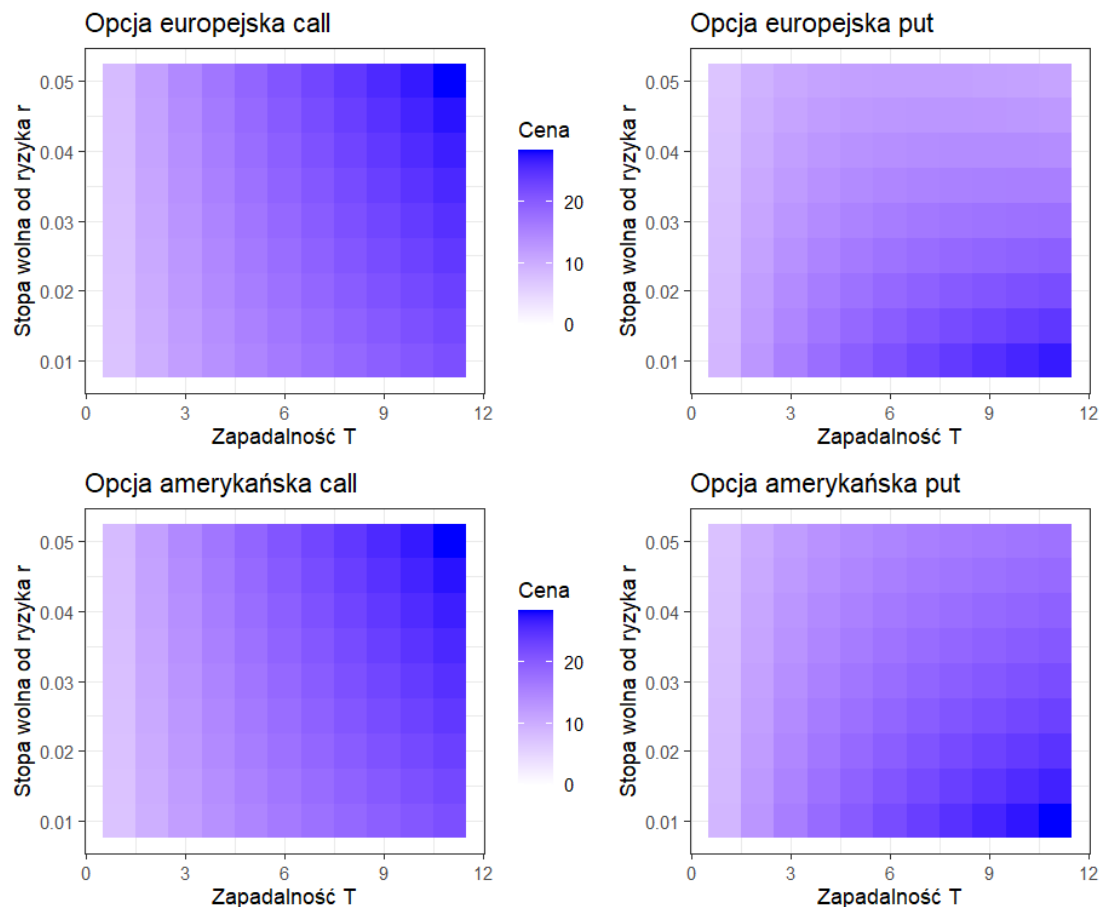 Opcja europejska call
Stopa wolna od ryzyka r
0.05
0.04
0.03
0.02
0.01
0 3 6 9 12
Zapadalność T
Cena
20
10
0
Opcja europejska put
Stopa wolna od ryzyka r
0.05
0.04
0.03
0.02
0.01
0 3 6 9 12
Zapadalność T
Opcja amerykańska call
Stopa wolna od ryzyka r
0.05
0.04
0.03
0.02
0.01
0 3 6 9 12
Zapadalność T
Cena
20
10
0
Opcja amerykańska put
Stopa wolna od ryzyka r
0.05
0.04
0.03
0.02
0.01
0 3 6 9 12
Zapadalność T